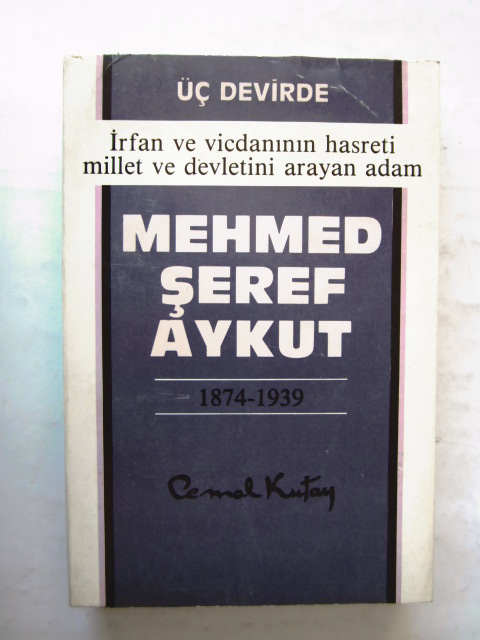 ÜÇ DEVİRDE
İrfan ve vicdanının hasreti
millet ve devletini arayan adam
MEHMED
ŞEREF
AYKUT
1874-1939
Cemal Kutay